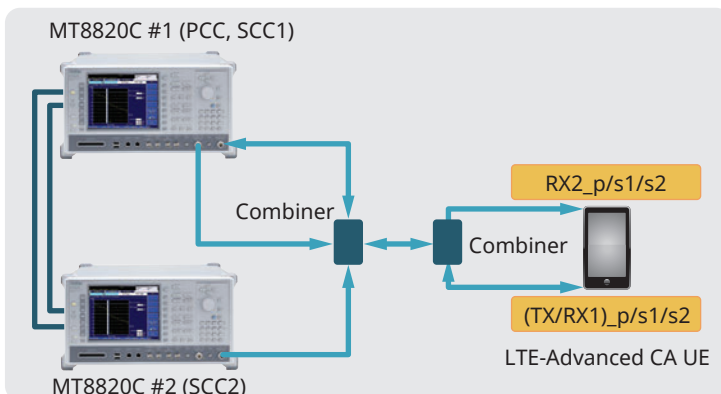 MT8820C #1 (PCC, SCC1)
Combiner
RX2_p/s1/s2
Combiner
(TX/RX1)_p/s1/s2
LTE-Advanced CA UE
MT8820C #2 (SCC2)